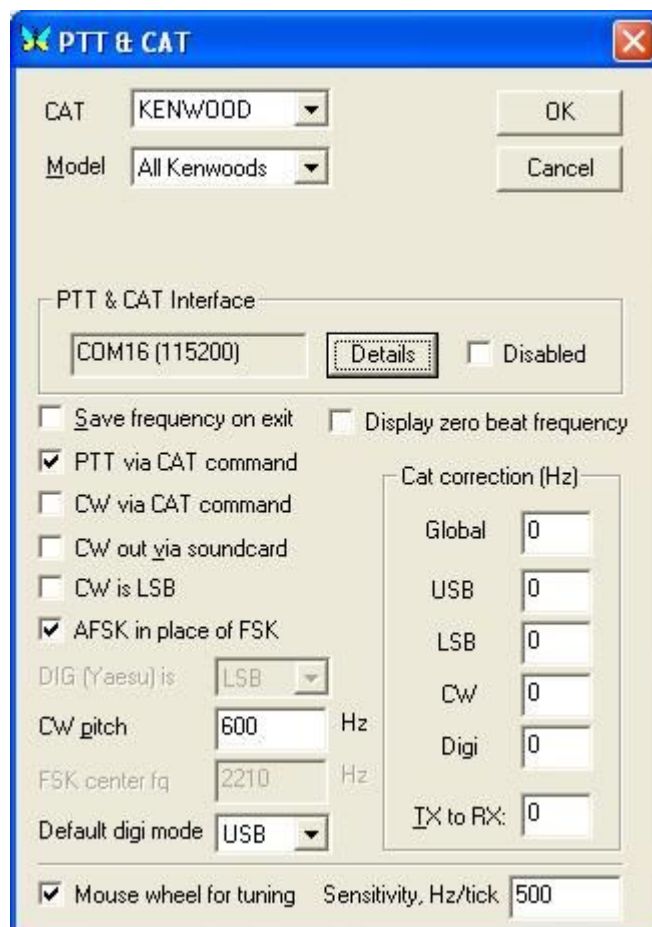 PTT & CAT
CAT KENWOOD OK
Model All Kenwoods Cancel
PTT & CAT Interface
COM16 (115200) Details Disabled
Save frequency on exit Display zero beat frequency
PTT via CAT command
Cat correction (Hz)
CW via CAT command
Global 0
CW out via soundcard
CW is LSB
USB 0
AFSK in place of FSK
LSB 0
DIG (Yaesu) is LSB
CW 0
CW pitch 600 Hz
Digi 0
FSK center fq 2210 Hz
TX to RX: 0
Default digi mode USB
Mouse wheel for tuning Sensitivity, Hz/tick 500